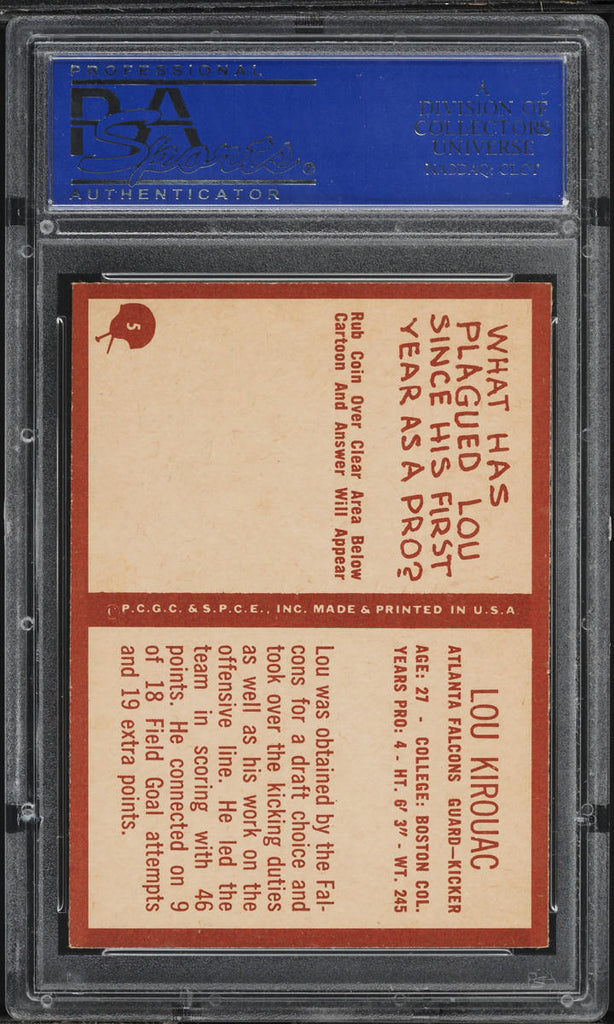 PROFESSIONAL
PSA
Sports®
AUTHENTICATOR
A
DIVISION OF
COLLECTORS
UNIVERSE
NASDAQ: CLCT
WHAT HAS
PLAGUED LOU
SINCE HIS FIRST
YEAR AS A PRO?
Rub Coin Over Clear Area Below
Cartoon And Answer Will Appear
5
©P.C.G.C. & S.P.C.E., INC. MADE & PRINTED IN U.S.A
LOU KIROUAC
ATLANTA FALCONS GUARD—KICKER
AGE: 27 - COLLEGE: BOSTON COL.
YEARS PRO: 4 - HT. 6' 3" - WT. 245
Lou was obtained by the Fal-
cons for a draft choice and
took over the kicking duties
as well as his work on the
offensive line. He led the
team in scoring with 46
points. He connected on 9
of 18 Field Goal attempts
and 19 extra points.
PSA